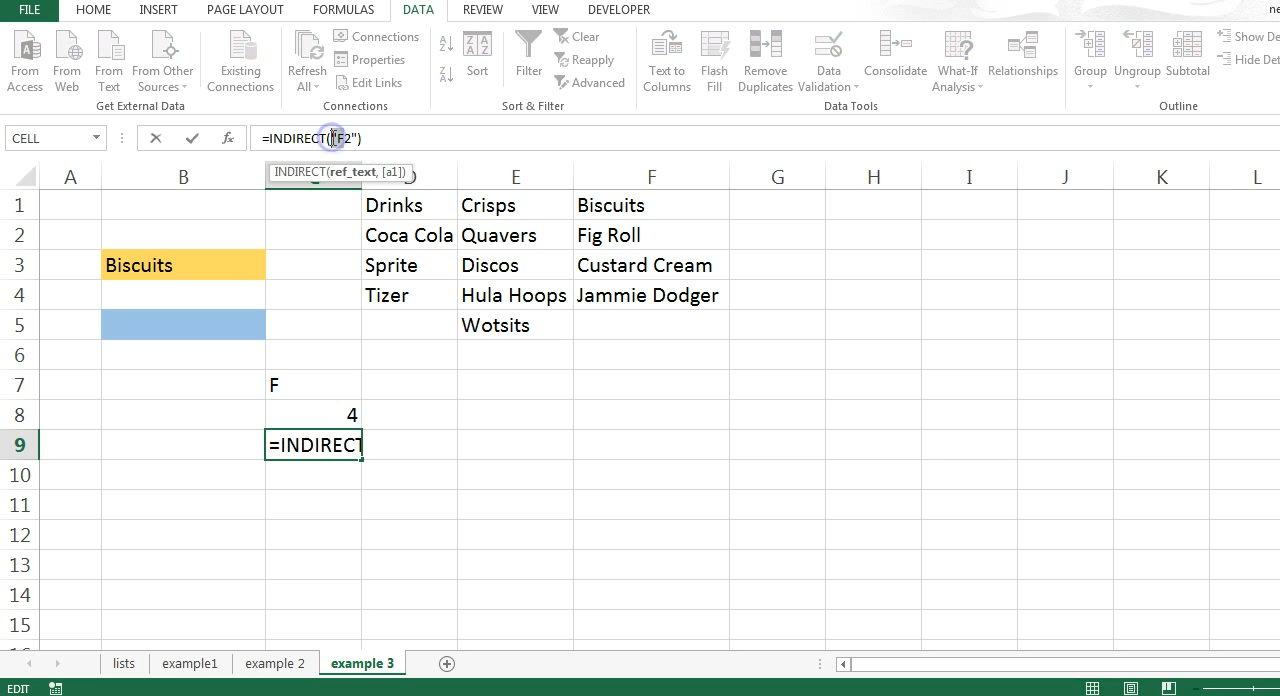 FILE HOME INSERT PAGE LAYOUT FORMULAS DATA REVIEW VIEW DEVELOPER
From Access
From Web
From Text
From Other Sources
Existing Connections
Get External Data
Refresh All
Connections
Properties
Edit Links
Connections
Sort
Filter
Clear
Reapply
Advanced
Sort & Filter
Text to Columns
Flash Fill
Remove Duplicates
Data Validation
Consolidate
What-If Analysis
Relationships
Data Tools
Group
Ungroup
Subtotal
Show De
Hide Det
Outline
CELL fx =INDIRECT("F2")
INDIRECT(ref_text, [a1])
A B D E F G H I J K L
1 Drinks Crisps Biscuits
2 Coca Cola Quavers Fig Roll
3 Biscuits Sprite Discos Custard Cream
4 Tizer Hula Hoops Jammie Dodger
5 Wotsits
6
7 F
8 4
9 =INDIRECT
10
11
12
13
14
15
lists example1 example 2 example 3
EDIT